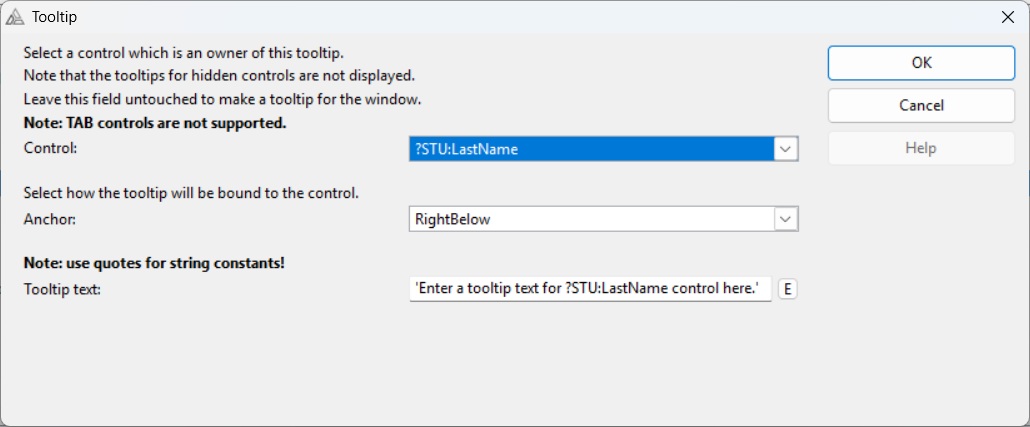 Tooltip
Select a control which is an owner of this tooltip.
Note that the tooltips for hidden controls are not displayed.
Leave this field untouched to make a tooltip for the window.
Note: TAB controls are not supported.
Control: ?STU:LastName
OK
Cancel
Help
Select how the tooltip will be bound to the control.
Anchor: RightBelow
Note: use quotes for string constants!
Tooltip text: 'Enter a tooltip text for ?STU:LastName control here.' E